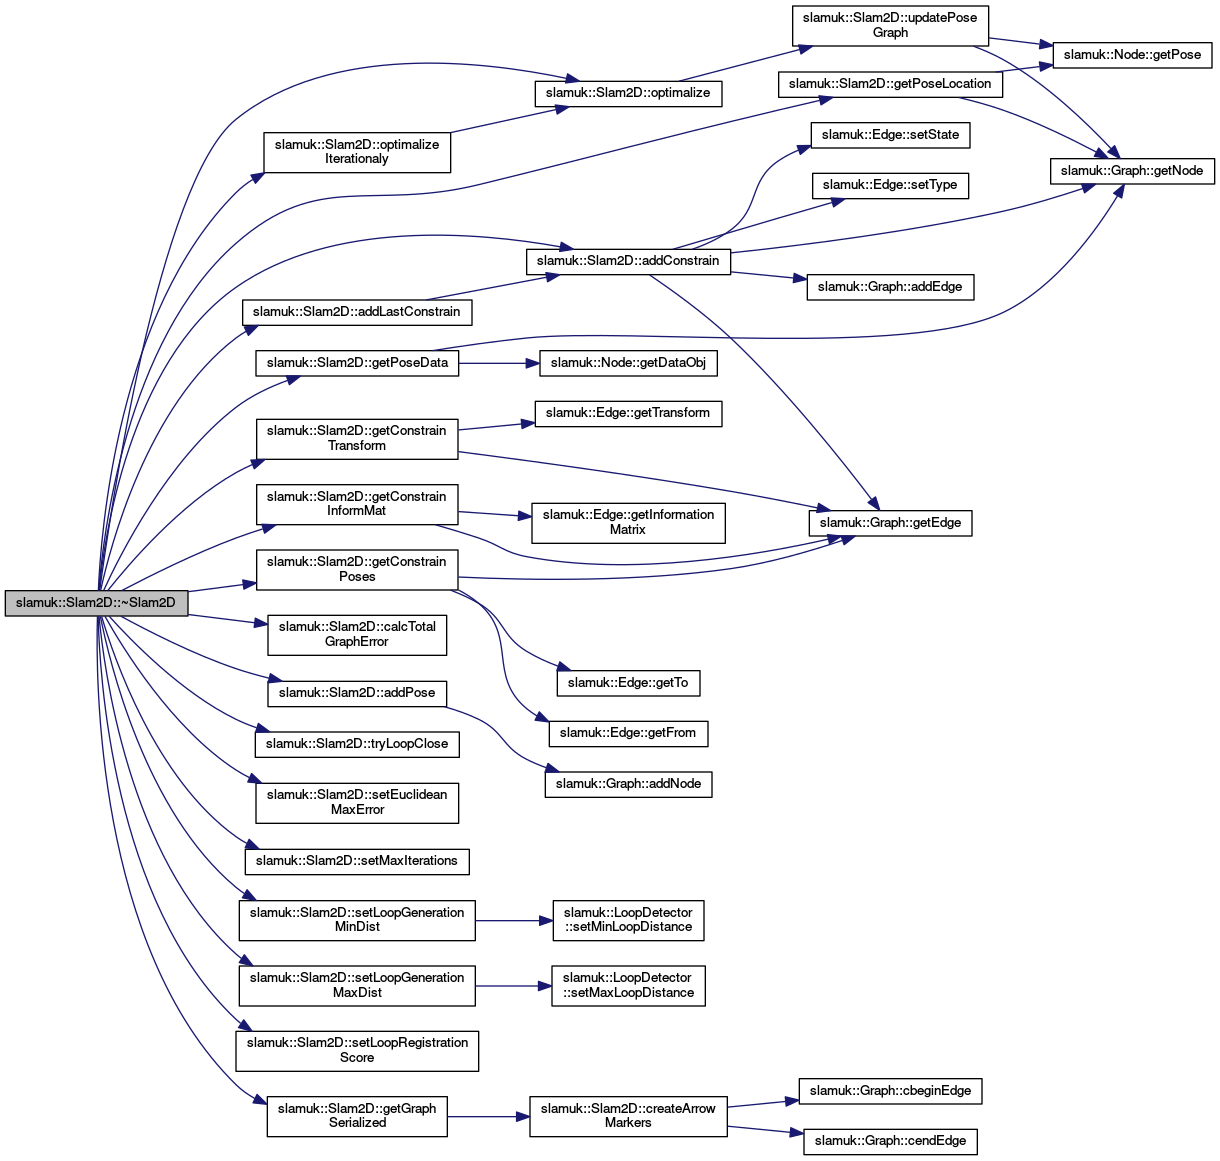 slamuk::Slam2D::~Slam2D
slamuk::Slam2D::optimalize
Iterationaly
slamuk::Slam2D::addLastConstrain
slamuk::Slam2D::getPoseData
slamuk::Slam2D::getConstrain
Transform
slamuk::Slam2D::getConstrain
InformMat
slamuk::Slam2D::getConstrain
Poses
slamuk::Slam2D::calcTotal
GraphError
slamuk::Slam2D::addPose
slamuk::Slam2D::tryLoopClose
slamuk::Slam2D::setEuclidean
MaxError
slamuk::Slam2D::setMaxIterations
slamuk::Slam2D::setLoopGeneration
MinDist
slamuk::Slam2D::setLoopGeneration
MaxDist
slamuk::Slam2D::setLoopRegistration
Score
slamuk::Slam2D::getGraph
Serialized
slamuk::Slam2D::optimalize
slamuk::Slam2D::addConstrain
slamuk::Node::getDataObj
slamuk::Edge::getTransform
slamuk::Edge::getInformation
Matrix
slamuk::Edge::getTo
slamuk::Edge::getFrom
slamuk::Graph::addNode
slamuk::LoopDetector
::setMinLoopDistance
slamuk::LoopDetector
::setMaxLoopDistance
slamuk::Slam2D::createArrow
Markers
slamuk::Slam2D::updatePose
Graph
slamuk::Slam2D::getPoseLocation
slamuk::Edge::setState
slamuk::Edge::setType
slamuk::Graph::addEdge
slamuk::Graph::getEdge
slamuk::Graph::cbeginEdge
slamuk::Graph::cendEdge
slamuk::Node::getPose
slamuk::Graph::getNode